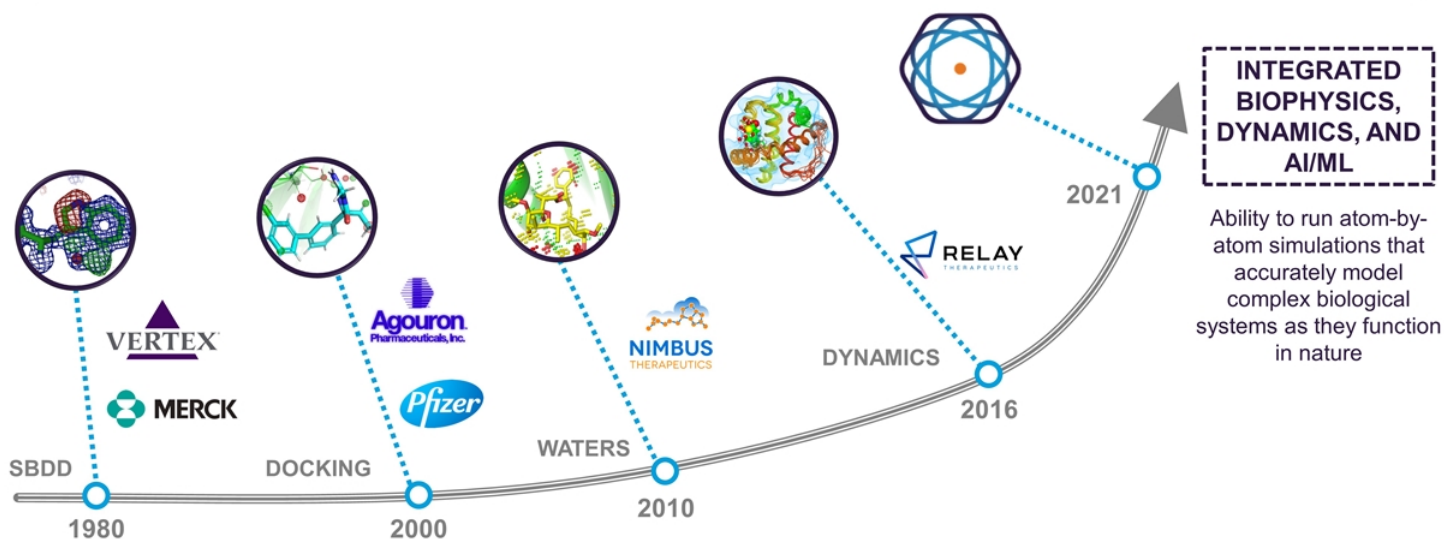 SBDD
1980
VERTEX
MERCK
DOCKING
2000
Agouron
Pharmaceuticals, Inc.
Pfizer
WATERS
2010
NIMBUS
THERAPEUTICS
DYNAMICS
2016
RELAY
THERAPEUTICS
2021
INTEGRATED
BIOPHYSICS,
DYNAMICS, AND
AI/ML
Ability to run atom-by-
atom simulations that
accurately model
complex biological
systems as they function
in nature